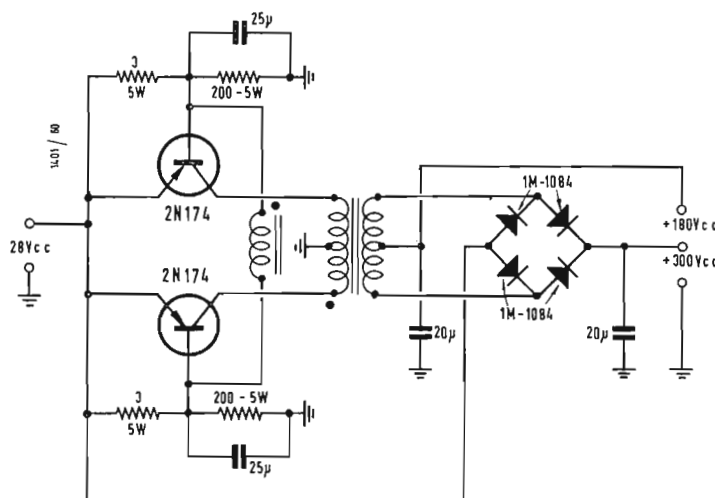 25µ
3
5W
200-5W
1401/60
1M-1084
2N174
+180Vcc
28Vcc
+300Vcc
2N174
20µ
1M-1084
20µ
3
5W
200-5W
25µ